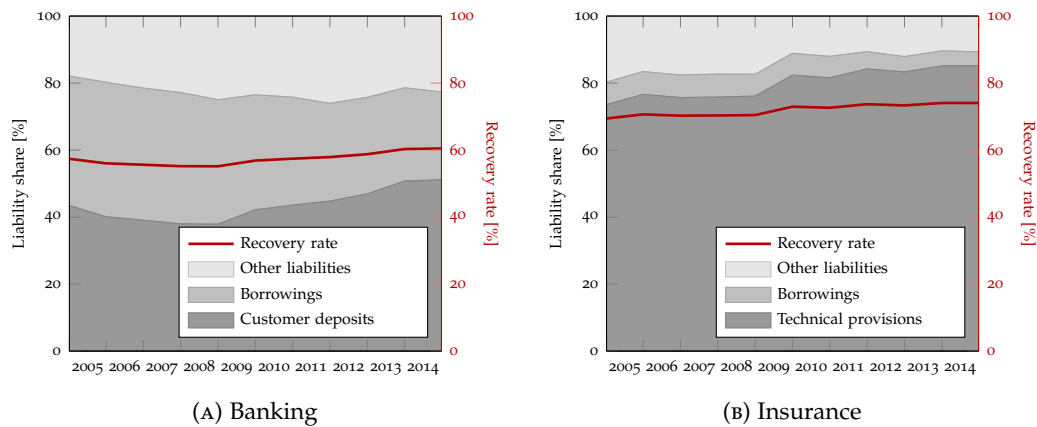 100
80
60
40
20
0
Liability share [%]
100
80
60
40
20
0
Recovery rate [%]
Recovery rate
Other liabilities
Borrowings
Customer deposits
2005 2006 2007 2008 2009 2010 2011 2012 2013 2014
(A) Banking
100
80
60
40
20
0
Liability share [%]
100
80
60
40
20
0
Recovery rate [%]
Recovery rate
Other liabilities
Borrowings
Technical provisions
2005 2006 2007 2008 2009 2010 2011 2012 2013 2014
(B) Insurance